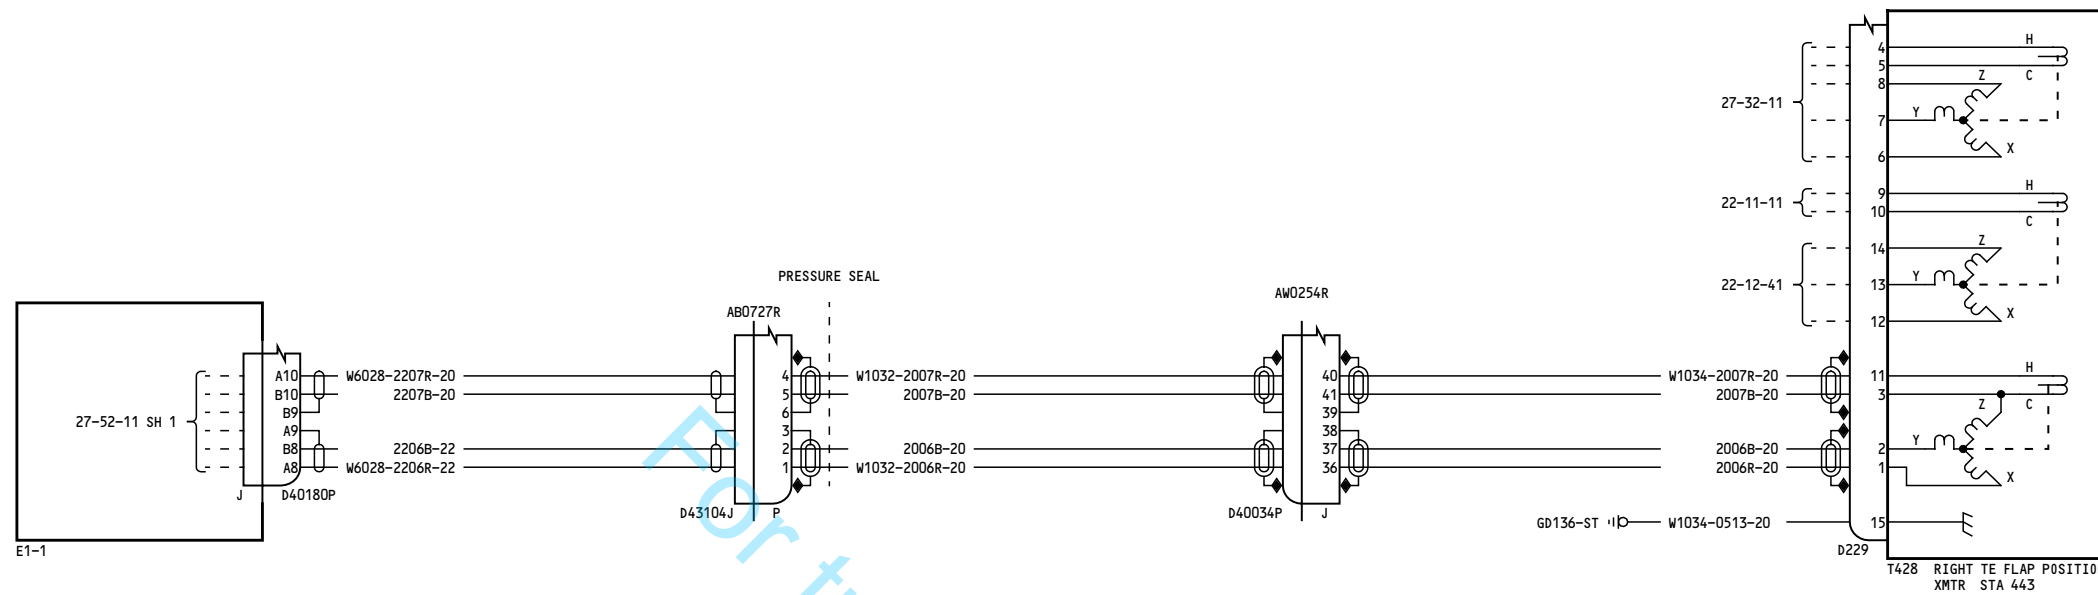 H
4
5
Z
C
8
27-32-11
Y
7
X
6
H
9
22-11-11
10
C
Z
14
22-12-41
Y
13
X
12
PRESSURE SEAL
AB0727R
AW0254R
A10 W6028-2207R-20 4 W1032-2007R-20 40 W1034-2007R-20 11 H
B10 2207B-20 5 2007B-20 41 2007B-20 3
B9 6 39 Z C
27-52-11 SH 1
A9 3 38
B8 2206B-22 2 2006B-20 37 2006B-20 2 Y
A8 W6028-2206R-22 1 W1032-2006R-20 36 2006R-20 1
X
J D40180P
D43104J P D40034P J
GD136-ST W1034-0513-20 15
E1-1
D229
T428 RIGHT TE FLAP POSITIO
XMTR STA 443
For t